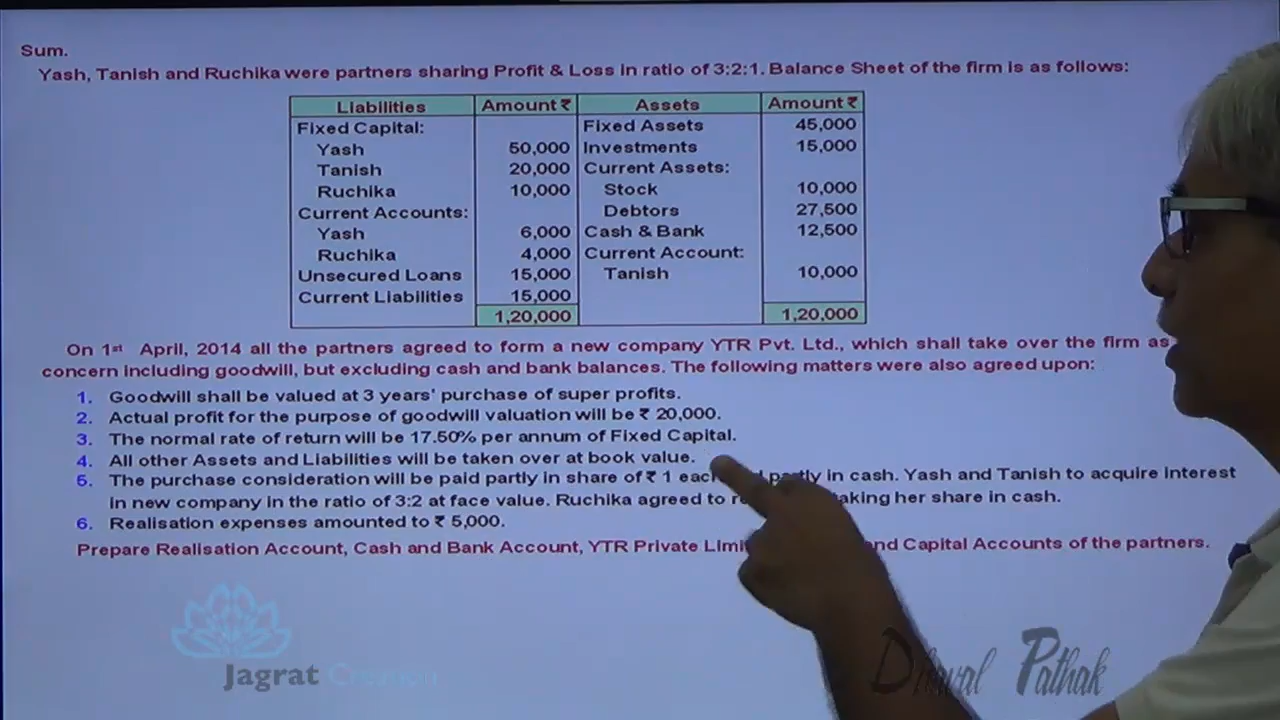 Sum.
Yash, Tanish and Ruchika were partners sharing Profit & Loss in ratio of 3:2:1. Balance Sheet of the firm is as follows:
Liabilities Amount ₹ Assets Amount ₹
Fixed Capital: Fixed Assets 45,000
Yash 50,000 Investments 15,000
Tanish 20,000 Current Assets:
Ruchika 10,000 Stock 10,000
Current Accounts: Debtors 27,500
Yash 6,000 Cash & Bank 12,500
Ruchika 4,000 Current Account:
Unsecured Loans 15,000 Tanish 10,000
Current Liabilities 15,000
1,20,000 1,20,000
On 1st April, 2014 all the partners agreed to form a new company YTR Pvt. Ltd., which shall take over the firm as
concern including goodwill, but excluding cash and bank balances. The following matters were also agreed upon:
1. Goodwill shall be valued at 3 years' purchase of super profits.
2. Actual profit for the purpose of goodwill valuation will be ₹ 20,000.
3. The normal rate of return will be 17.50% per annum of Fixed Capital.
4. All other Assets and Liabilities will be taken over at book value.
5. The purchase consideration will be paid partly in share of ₹ 1 each partly in cash. Yash and Tanish to acquire interest
in new company in the ratio of 3:2 at face value. Ruchika agreed to taking her share in cash.
6. Realisation expenses amounted to ₹ 5,000.
Prepare Realisation Account, Cash and Bank Account, YTR Private and Capital Accounts of the partners.
Jagrat Creation
Dhawal Pathak